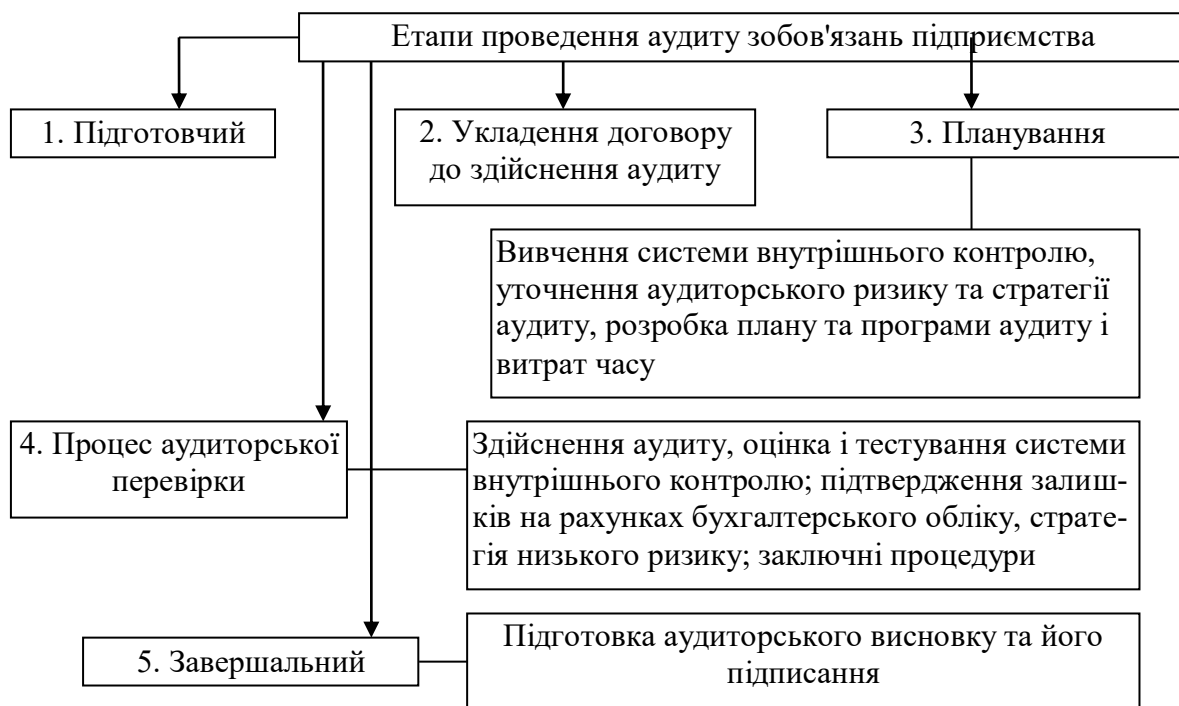 Етапи проведення аудиту зобов'язань підприємства
1. Підготовчий
2. Укладення договору
до здійснення аудиту
3. Планування
Вивчення системи внутрішнього контролю,
уточнення аудиторського ризику та стратегії
аудиту, розробка плану та програми аудиту і
витрат часу
4. Процес аудиторської
перевірки
Здійснення аудиту, оцінка і тестування системи
внутрішнього контролю; підтвердження залиш-
ків на рахунках бухгалтерського обліку, страте-
гія низького ризику; заключні процедури
5. Завершальний
Підготовка аудиторського висновку та його
підписання